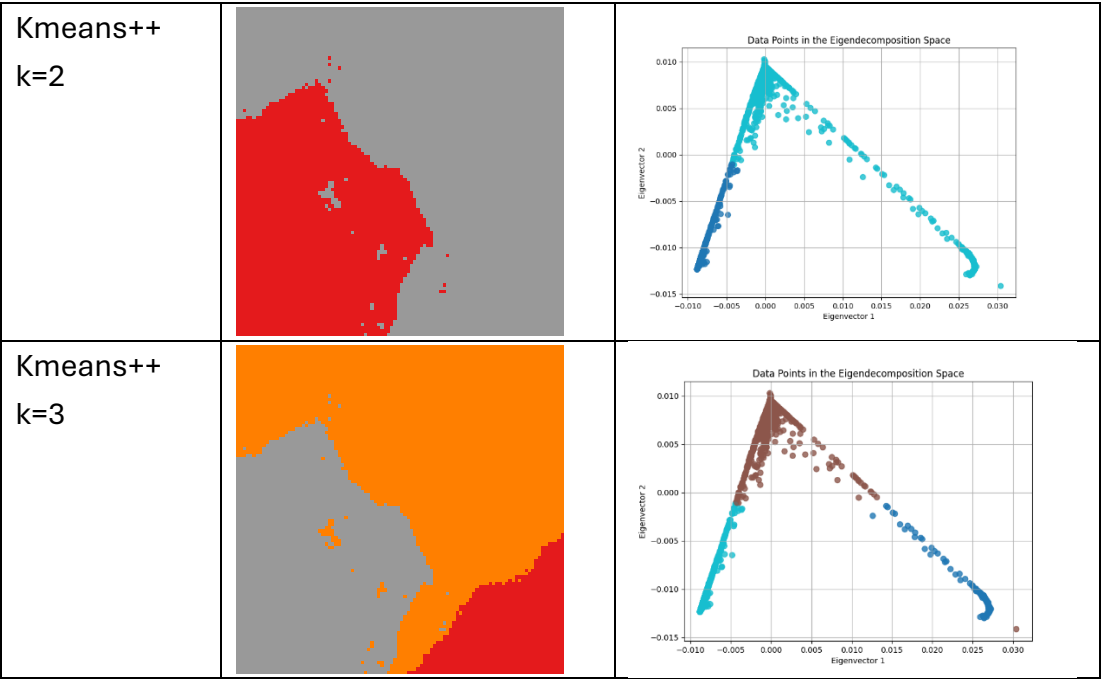 Kmeans++
k=2
Data Points in the Eigendecomposition Space
0.010
0.005
0.000
−0.005
−0.010
−0.015
Eigenvector 2
−0.010 −0.005 0.000 0.005 0.010 0.015 0.020 0.025 0.030
Eigenvector 1
Kmeans++
k=3
Data Points in the Eigendecomposition Space
0.010
0.005
0.000
−0.005
−0.010
−0.015
Eigenvector 2
−0.010 −0.005 0.000 0.005 0.010 0.015 0.020 0.025 0.030
Eigenvector 1